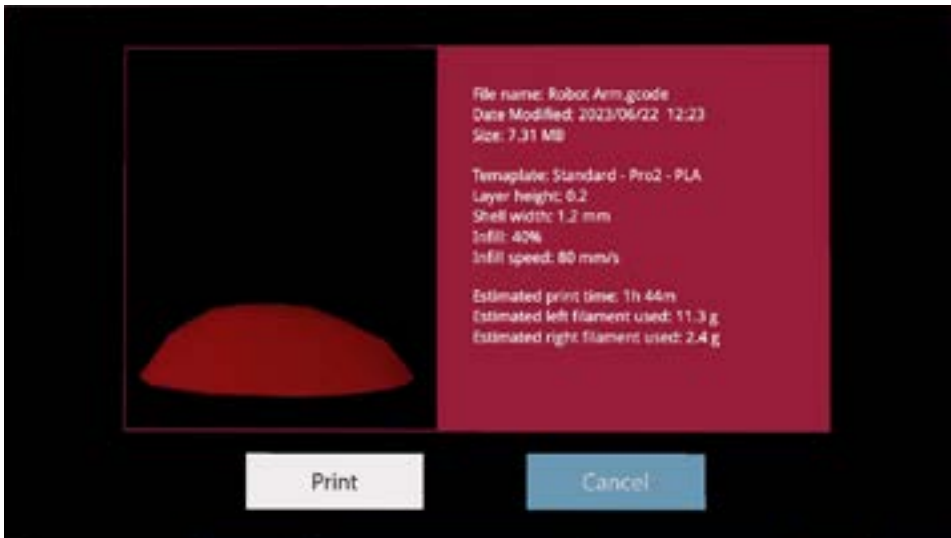 File name: Robot Arm.gcode
Date Modified: 2023/06/22 12:23
Size: 7.31 MB
Temaplate: Standard - Pro2 - PLA
Layer height: 0.2
Shell width: 1.2 mm
Infill: 40%
Infill speed: 80 mm/s
Estimated print time: 1h 44m
Estimated left filament used: 11.3 g
Estimated right filament used: 2.4 g
Print
Cancel